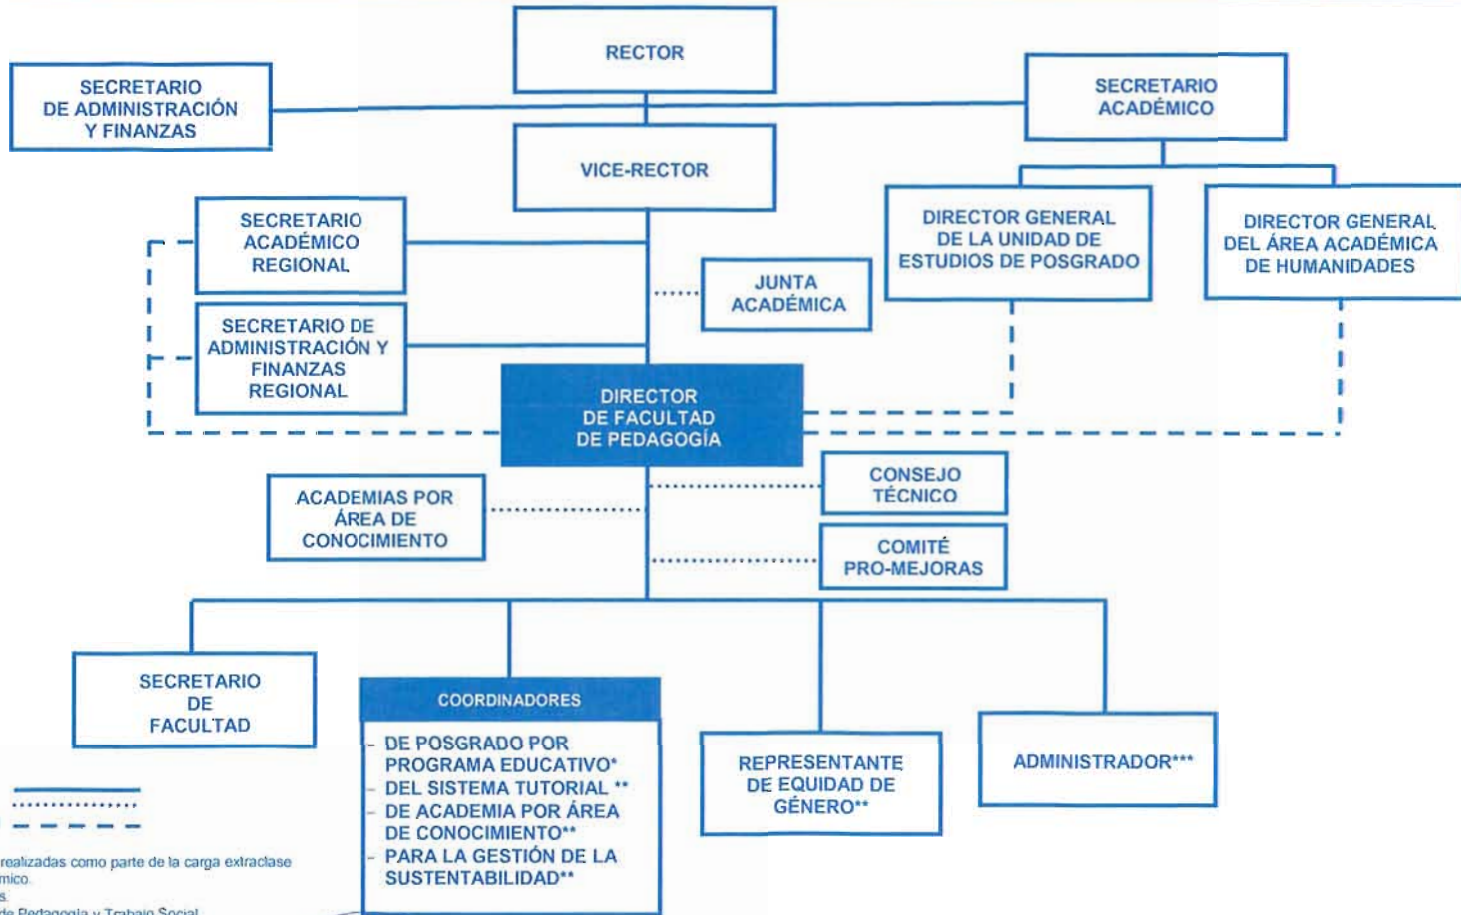 RECTOR
SECRETARIO
DE ADMINISTRACIÓN
Y FINANZAS
SECRETARIO
ACADÉMICO
VICE-RECTOR
SECRETARIO
ACADÉMICO
REGIONAL
DIRECTOR GENERAL
DE LA UNIDAD DE
ESTUDIOS DE POSGRADO
DIRECTOR GENERAL
DEL ÁREA ACADÉMICA
DE HUMANIDADES
JUNTA
ACADÉMICA
SECRETARIO DE
ADMINISTRACIÓN Y
FINANZAS
REGIONAL
DIRECTOR
DE FACULTAD
DE PEDAGOGÍA
ACADEMIAS POR
ÁREA DE
CONOCIMIENTO
CONSEJO
TÉCNICO
COMITÉ
PRO-MEJORAS
SECRETARIO
DE
FACULTAD
COORDINADORES
- DE POSGRADO POR
PROGRAMA EDUCATIVO*
- DEL SISTEMA TUTORIAL **
- DE ACADEMIA POR ÁREA
DE CONOCIMIENTO**
- PARA LA GESTIÓN DE LA
SUSTENTABILIDAD**
REPRESENTANTE
DE EQUIDAD DE
GÉNERO**
ADMINISTRADOR***
realizadas como parte de la carga extraclase
de Pedagogía y Trabajo Social